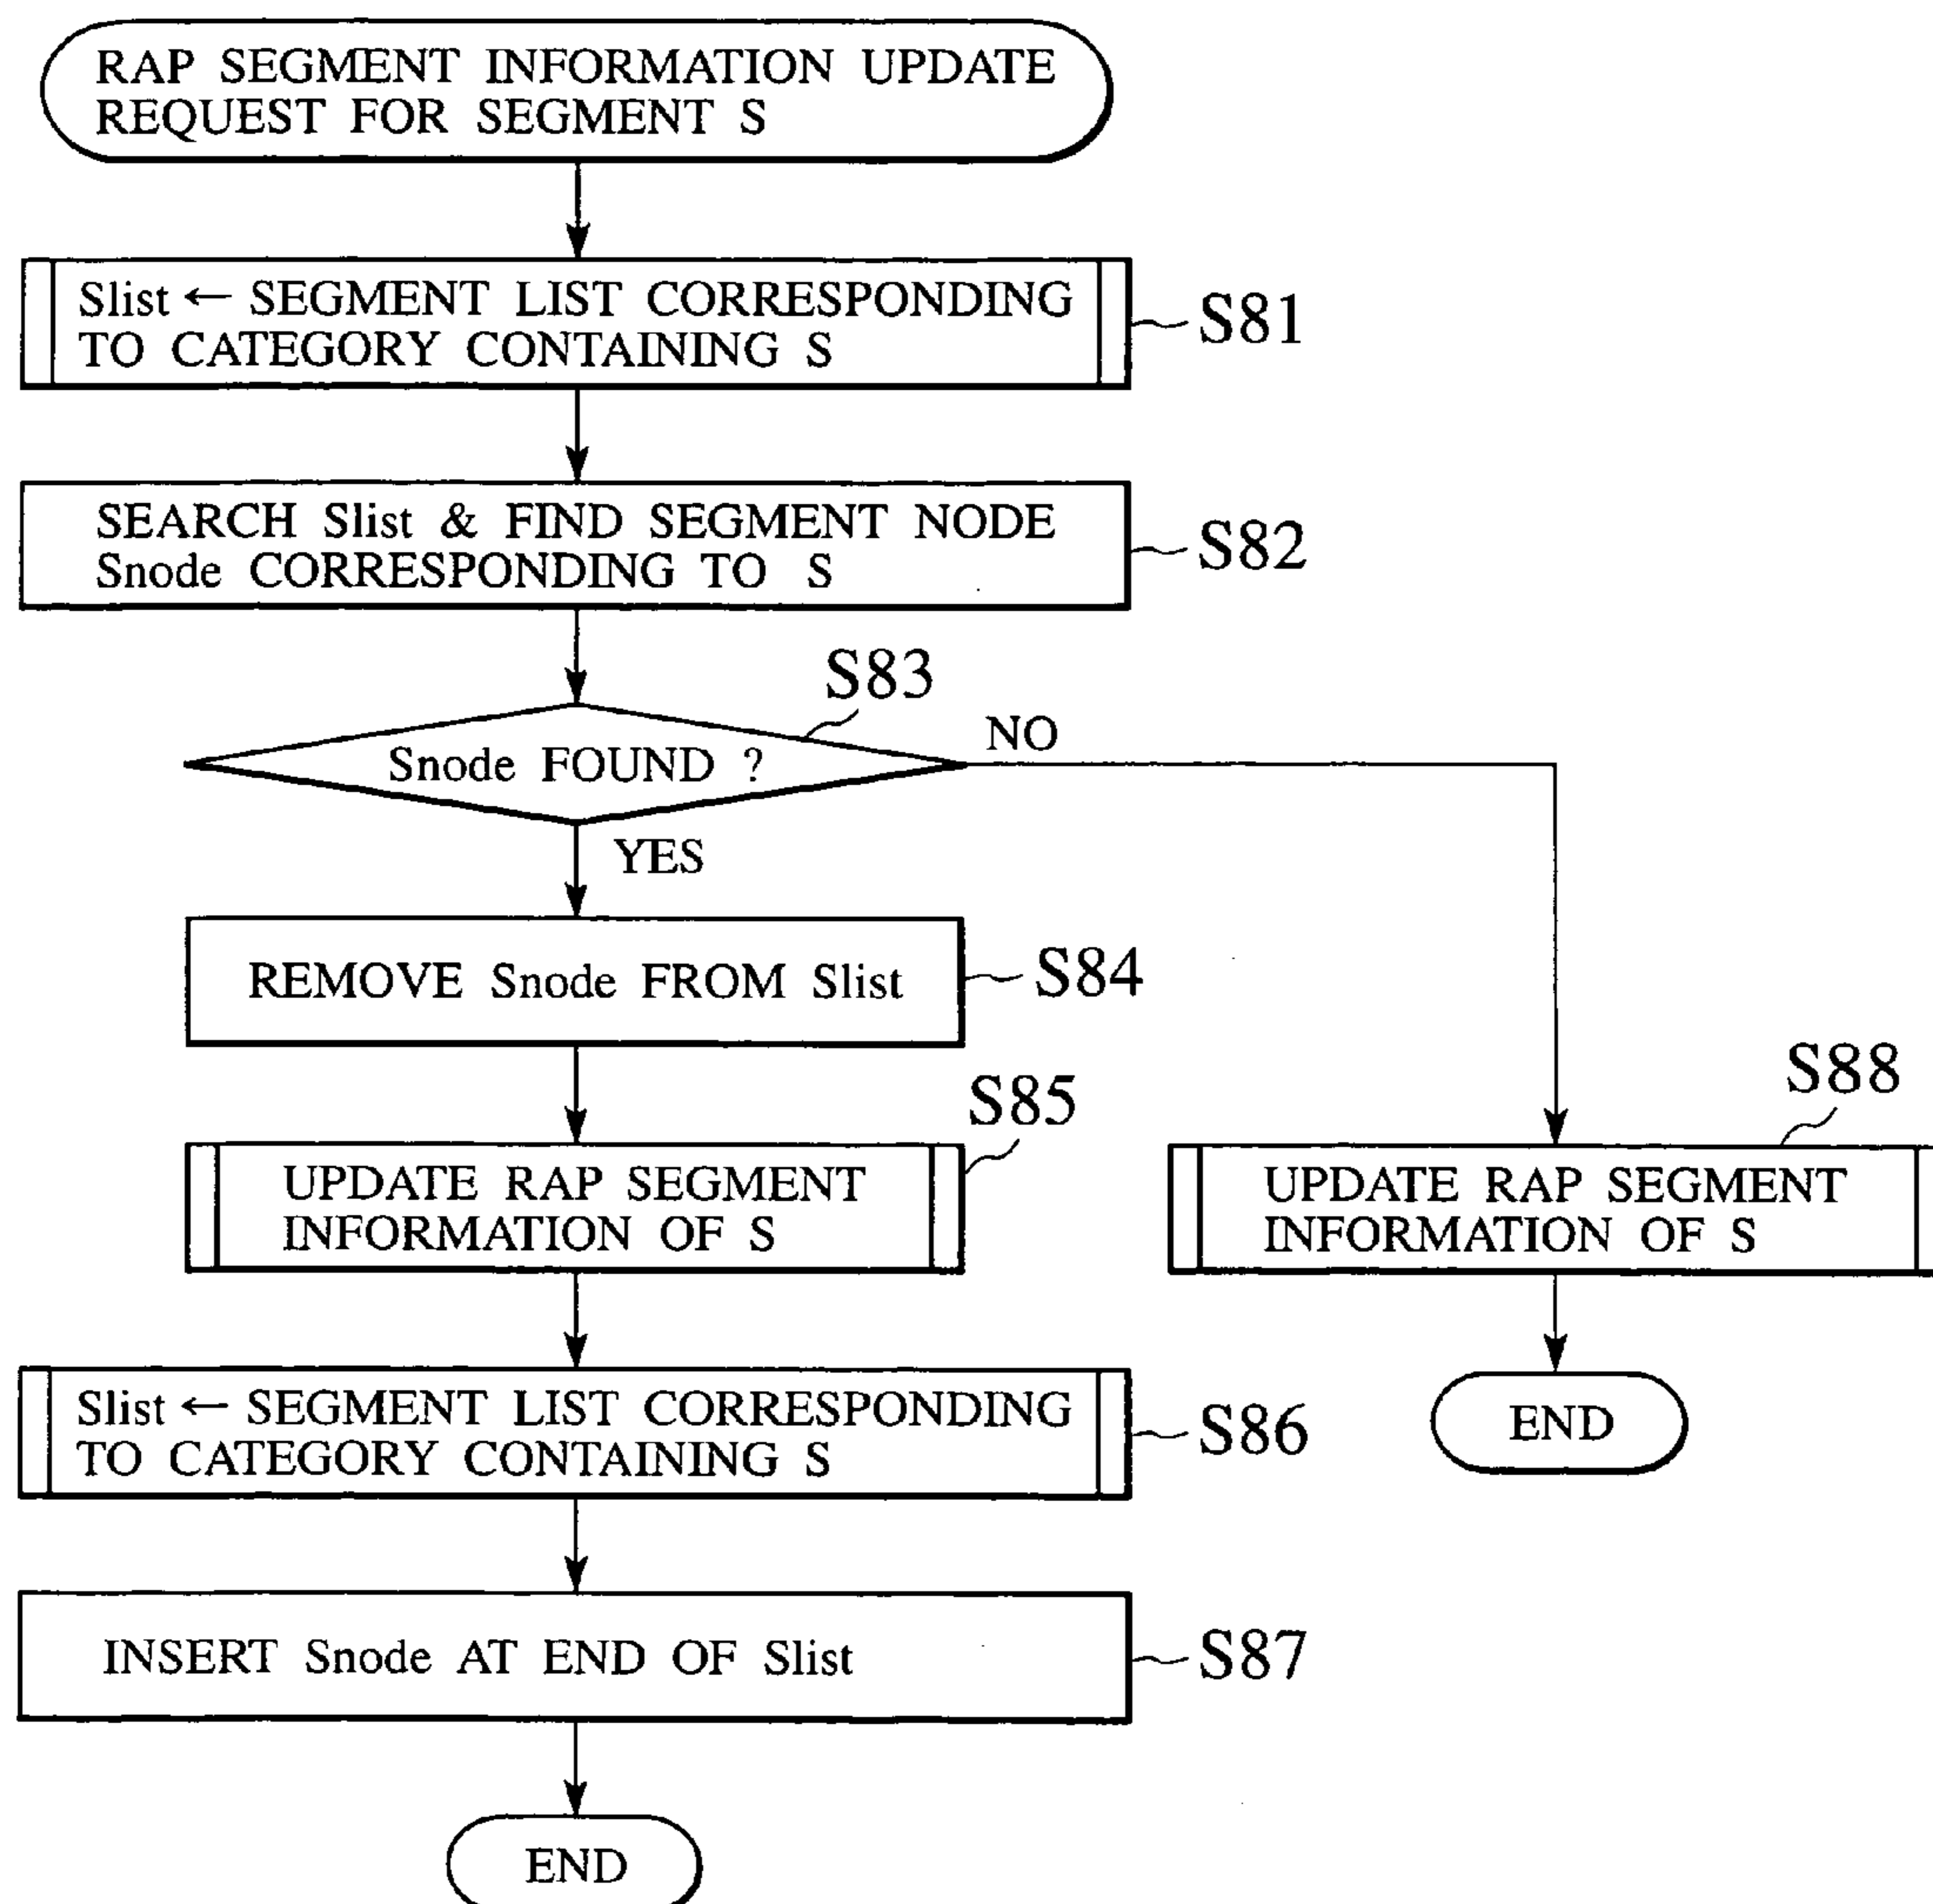 RAP SEGMENT INFORMATION UPDATE
REQUEST FOR SEGMENT S
Slist ← SEGMENT LIST CORRESPONDING
TO CATEGORY CONTAINING S
S81
SEARCH Slist & FIND SEGMENT NODE
Snode CORRESPONDING TO S
S82
S83
Snode FOUND ?
NO
YES
REMOVE Snode FROM Slist
S84
S85
UPDATE RAP SEGMENT
INFORMATION OF S
S88
UPDATE RAP SEGMENT
INFORMATION OF S
Slist ← SEGMENT LIST CORRESPONDING
TO CATEGORY CONTAINING S
S86
END
INSERT Snode AT END OF Slist
S87
END